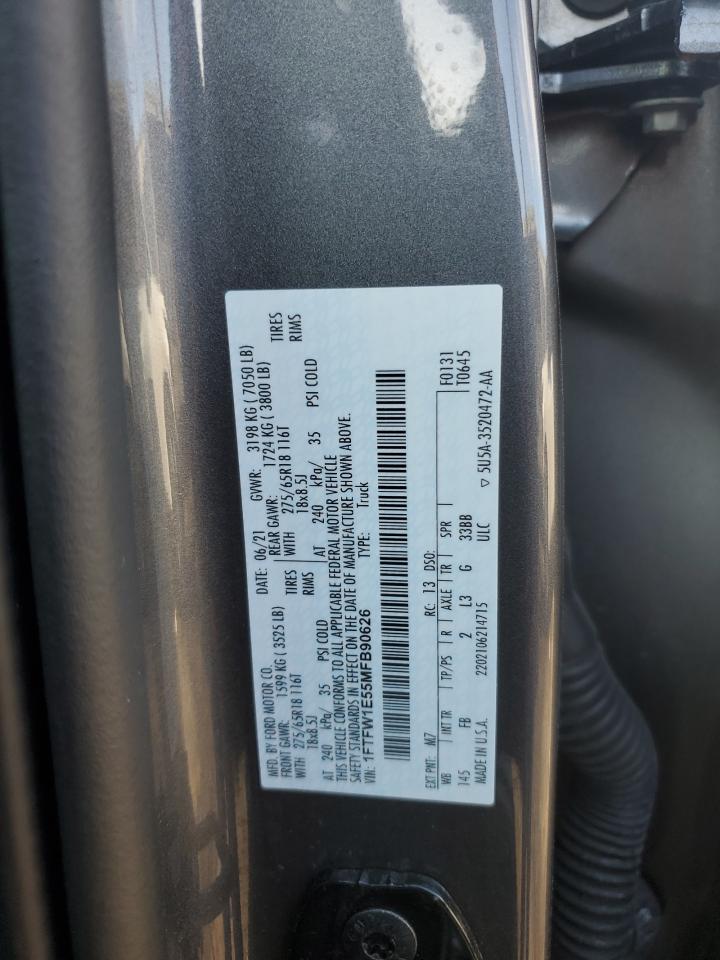 MFD. BY FORD MOTOR CO. DATE: 06/21 GVWR: 3198 KG ( 7050 LB)
FRONT GAWR: 1599 KG ( 3525 LB) REAR GAWR: 1724 KG ( 3800 LB)
WITH 275/65R18 116T TIRES WITH 275/65R18 116T TIRES
18x8.5J RIMS 18x8.5J RIMS
AT 240 kPa/ 35 PSI COLD AT 240 kPa/ 35 PSI COLD
THIS VEHICLE CONFORMS TO ALL APPLICABLE FEDERAL MOTOR VEHICLE
SAFETY STANDARDS IN EFFECT ON THE DATE OF MANUFACTURE SHOWN ABOVE.
VIN: 1FTFW1E55MFB90626 TYPE: Truck
EXT PNT: M7 RC: 13 DSO: F0131
WB INT TR TP/PS R AXLE TR SPR T0645
145 FB 2 L3 G 33BB
MADE IN U.S.A. 2202106214715 ULC ▽ 5U5A-3520472-AA